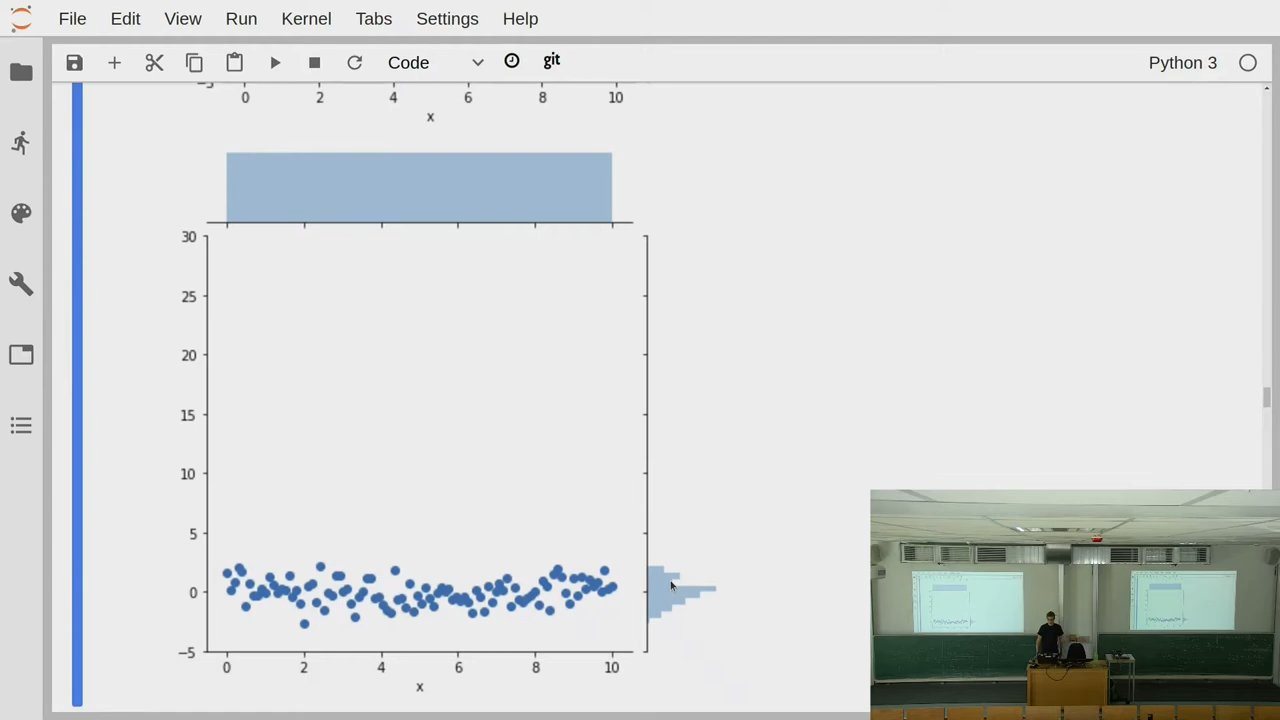 File Edit View Run Kernel Tabs Settings Help
Code git Python 3
0 2 4 6 8 10
x
30
25
20
15
10
5
0
−5
0 2 4 6 8 10
x